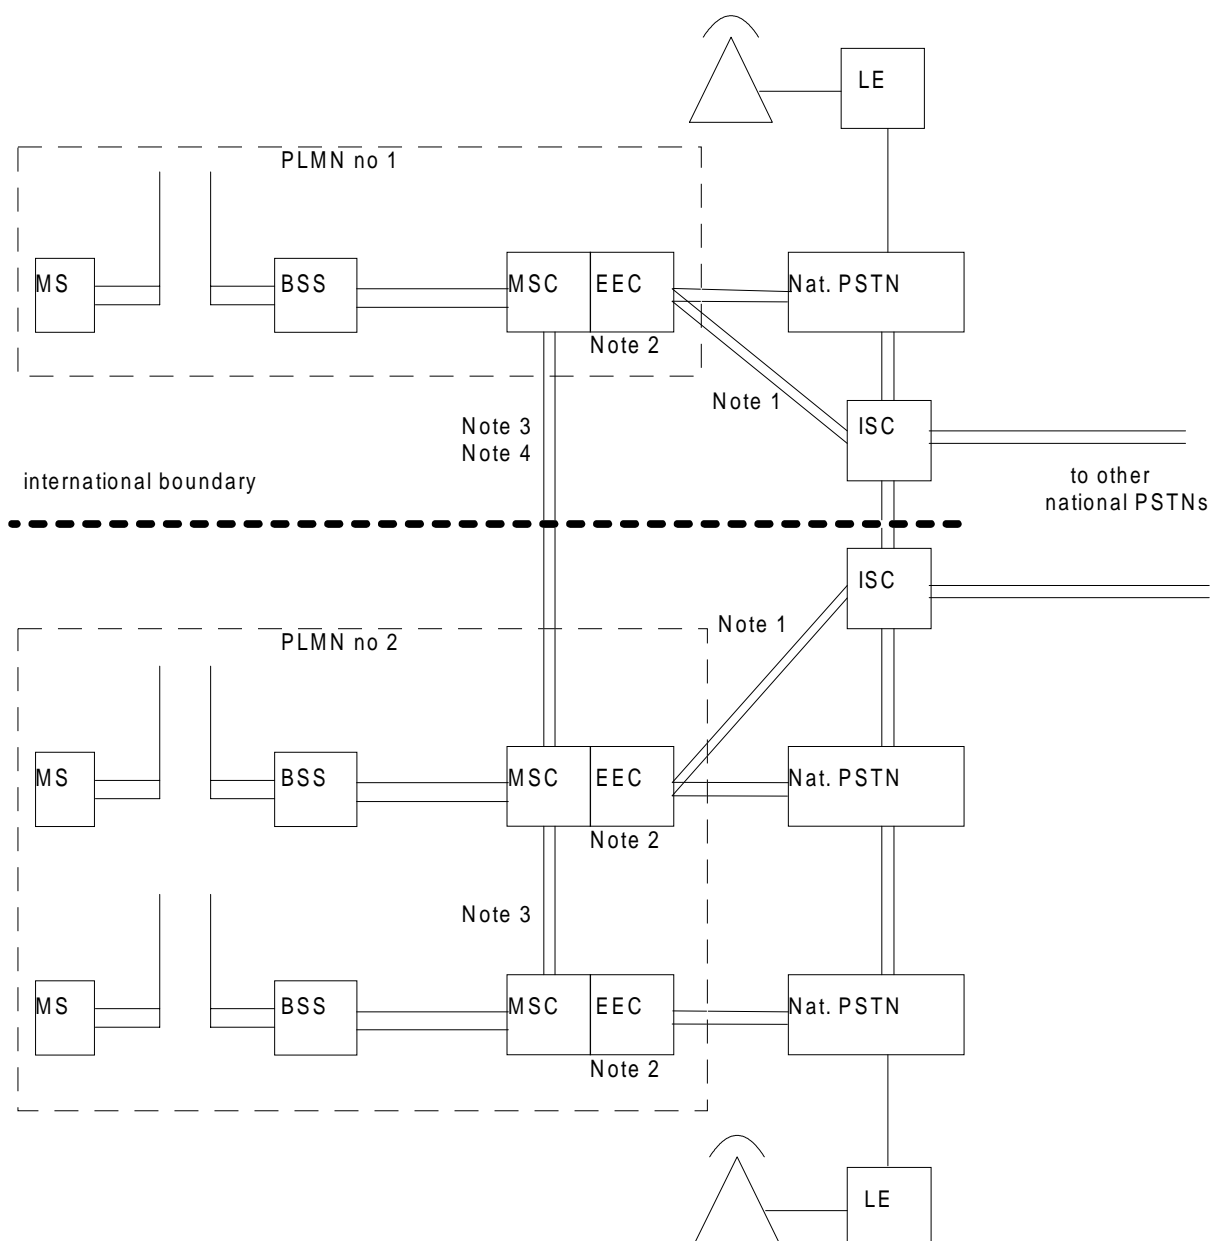 LE
PLMN no 1
MS
BSS
MSC
EEC
Nat. PSTN
Note 2
Note 1
Note 3
Note 4
ISC
international boundary
to other
national PSTNs
ISC
Note 1
PLMN no 2
MS
BSS
MSC
EEC
Nat. PSTN
Note 2
Note 3
MS
BSS
MSC
EEC
Nat. PSTN
Note 2
LE